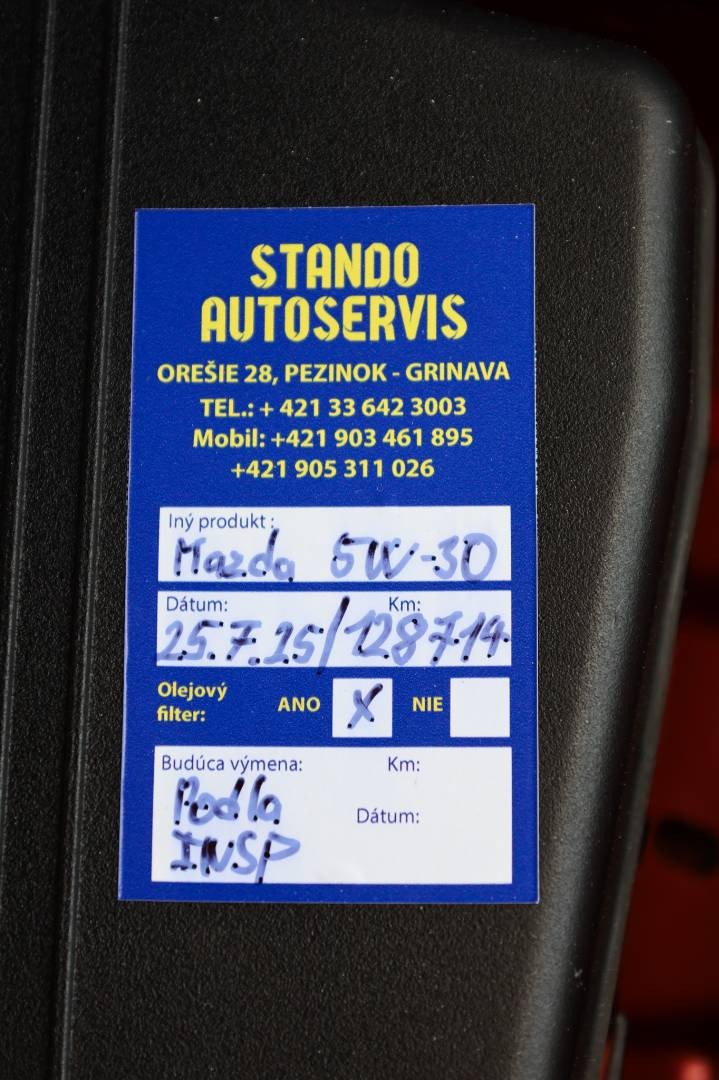 STANDO
AUTOSERVIS
OREŠIE 28, PEZINOK - GRINAVA
TEL.: + 421 33 642 3003
Mobil: +421 903 461 895
+421 905 311 026
Iný produkt :
Mazda 5W-30
Dátum: Km:
25.7.25/128714
Olejový
filter:
ANO X NIE
Budúca výmena: Km:
Podla
Dátum:
INSP